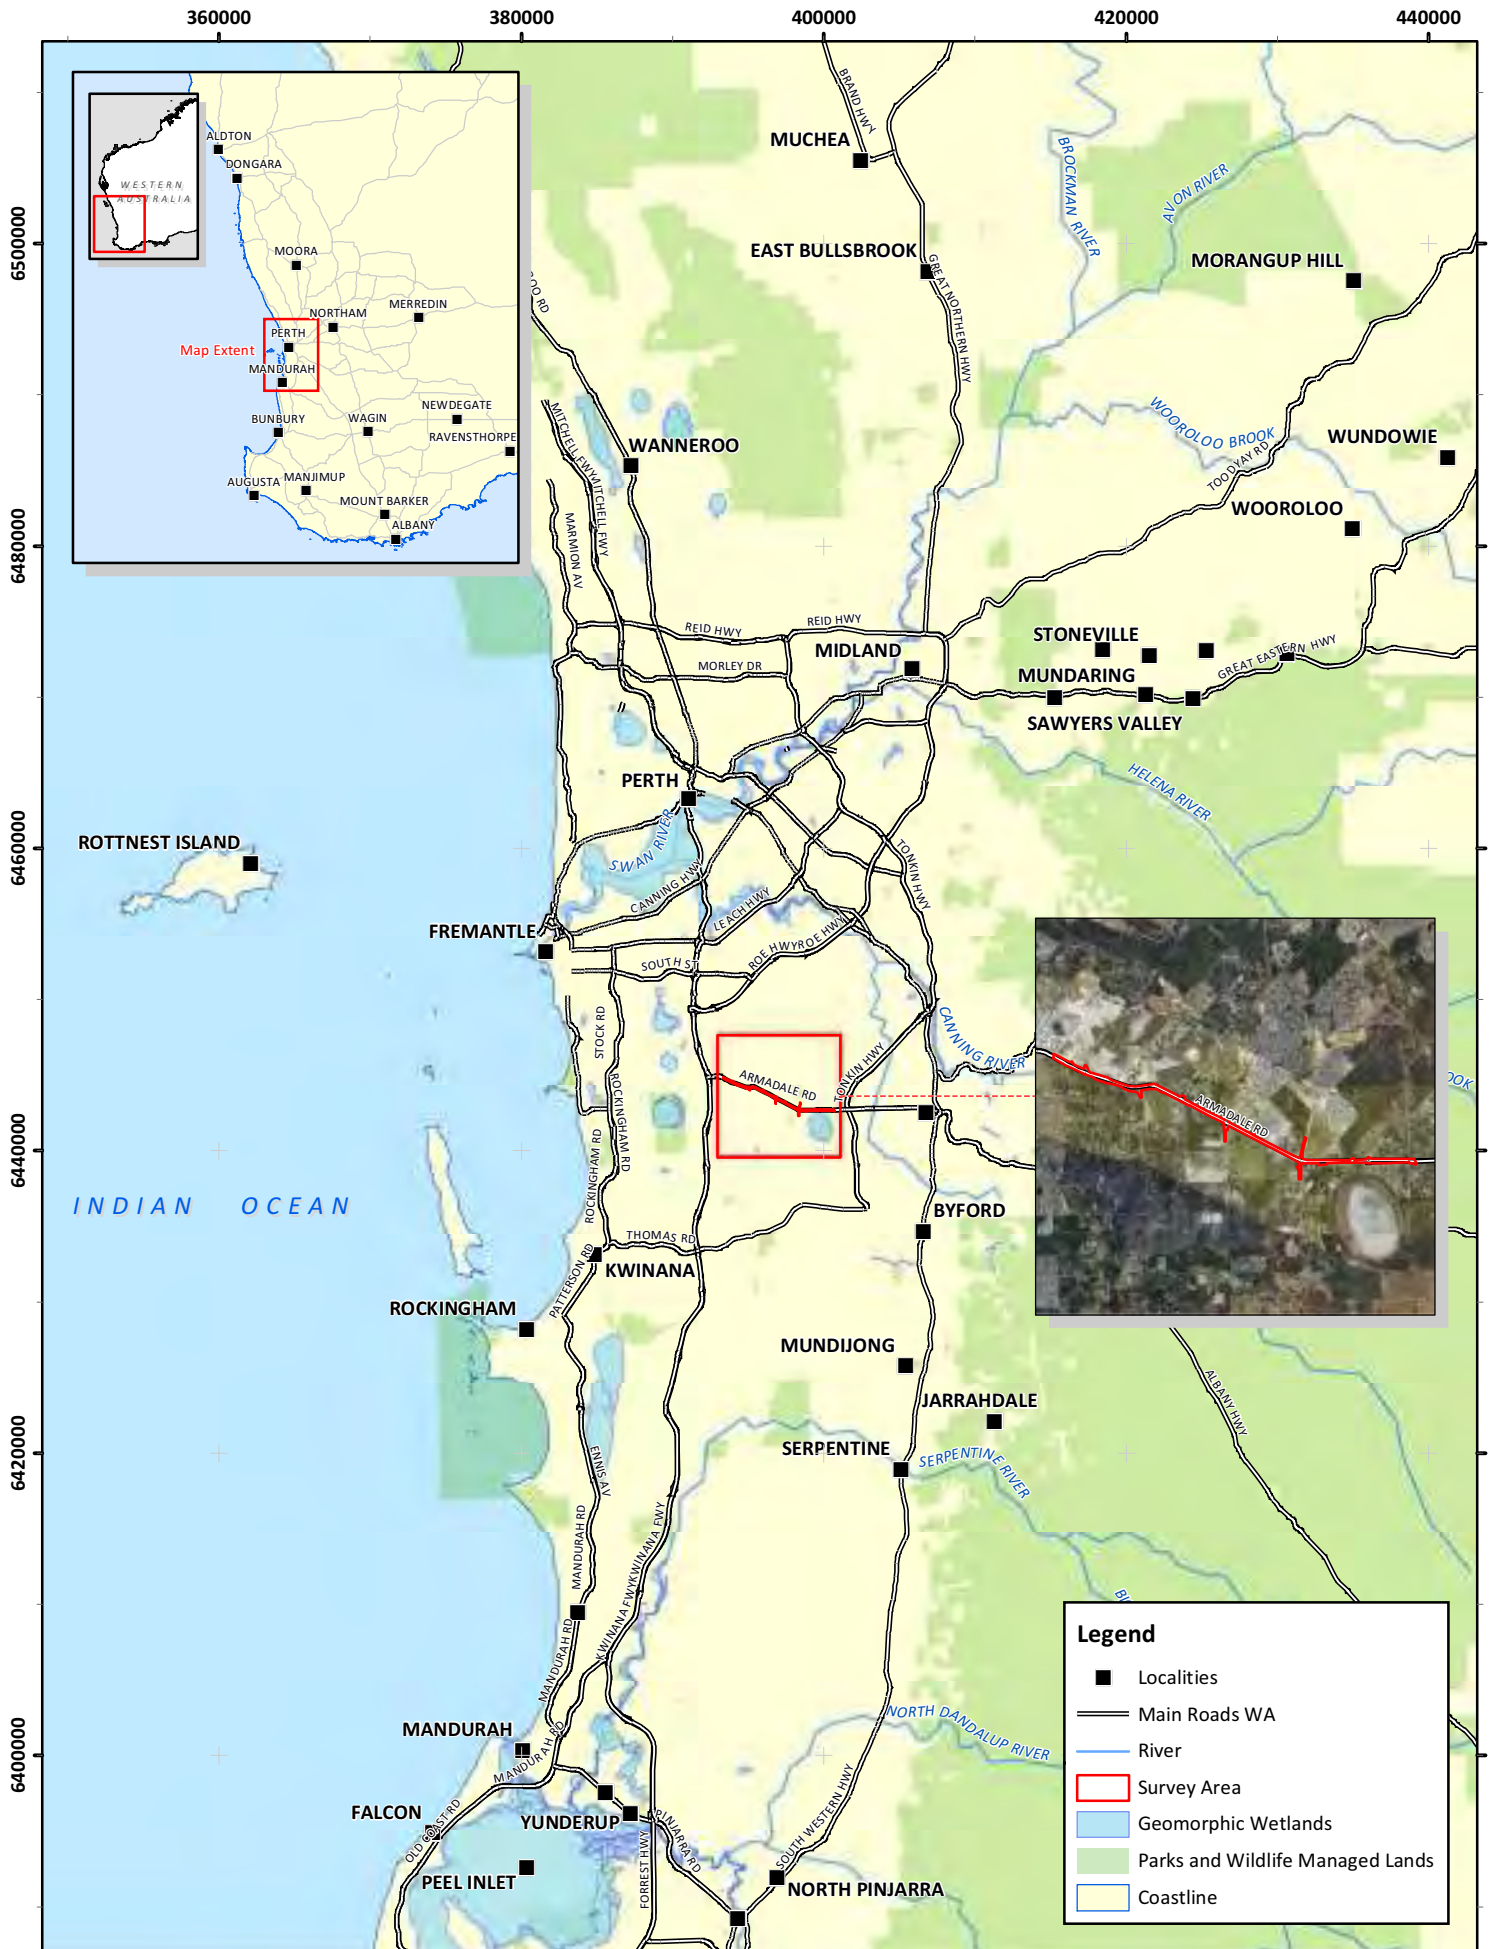 360000
380000
400000
420000
440000
6500000
6480000
6460000
6440000
6420000
6400000
WESTERN
AUSTRALIA
ALDTON
DONGARA
MOORA
NORTHAM
MERREDIN
PERTH
Map Extent
MANDURAH
BUNBURY
WAGIN
NEWDEGATE
RAVENSTHORPE
AUGUSTA
MANJIMUP
MOUNT BARKER
ALBANY
BRAND HWY
MUCHEA
BROCKMAN RIVER
AVON RIVER
EAST BULLSBROOK
GREAT NORTHERN HWY
MORANGUP HILL
OO RD
MITCHELL FWY
MITCHELL FWY
WANNEROO
MARMION AV
WOOROLOO BROOK
TOODYAY RD
WUNDOWIE
WOOROLOO
REID HWY
REID HWY
MORLEY DR
MIDLAND
STONEVILLE
MUNDARING
GREAT EASTERN HWY
SAWYERS VALLEY
HELENA RIVER
PERTH
SWAN RIVER
ROTTNEST ISLAND
FREMANTLE
CANNING HWY
LEACH HWY
TONKIN HWY
SOUTH ST
ROE HWY
ROE HWY
STOCK RD
ROCKINGHAM RD
ROCKINGHAM RD
ARMADALE RD
TONKIN HWY
CANNING RIVER
OOK
ARMADALE RD
INDIAN OCEAN
BYFORD
THOMAS RD
PATTERSON RD
KWINANA
ROCKINGHAM
MUNDIJONG
JARRAHDALE
SERPENTINE
SERPENTINE RIVER
ALBANY HWY
ENNIS AV
MANDURAH RD
KWINANA FWY
KWINANA FWY
MANDURAH RD
MANDURAH
MANDURAH RD
NORTH DANDALUP RIVER
FALCON
OLD COAST RD
YUNDERUP
PINJARRA RD
FORREST HWY
SOUTH WESTERN HWY
PEEL INLET
NORTH PINJARRA
Legend
Localities
Main Roads WA
River
Survey Area
Geomorphic Wetlands
Parks and Wildlife Managed Lands
Coastline